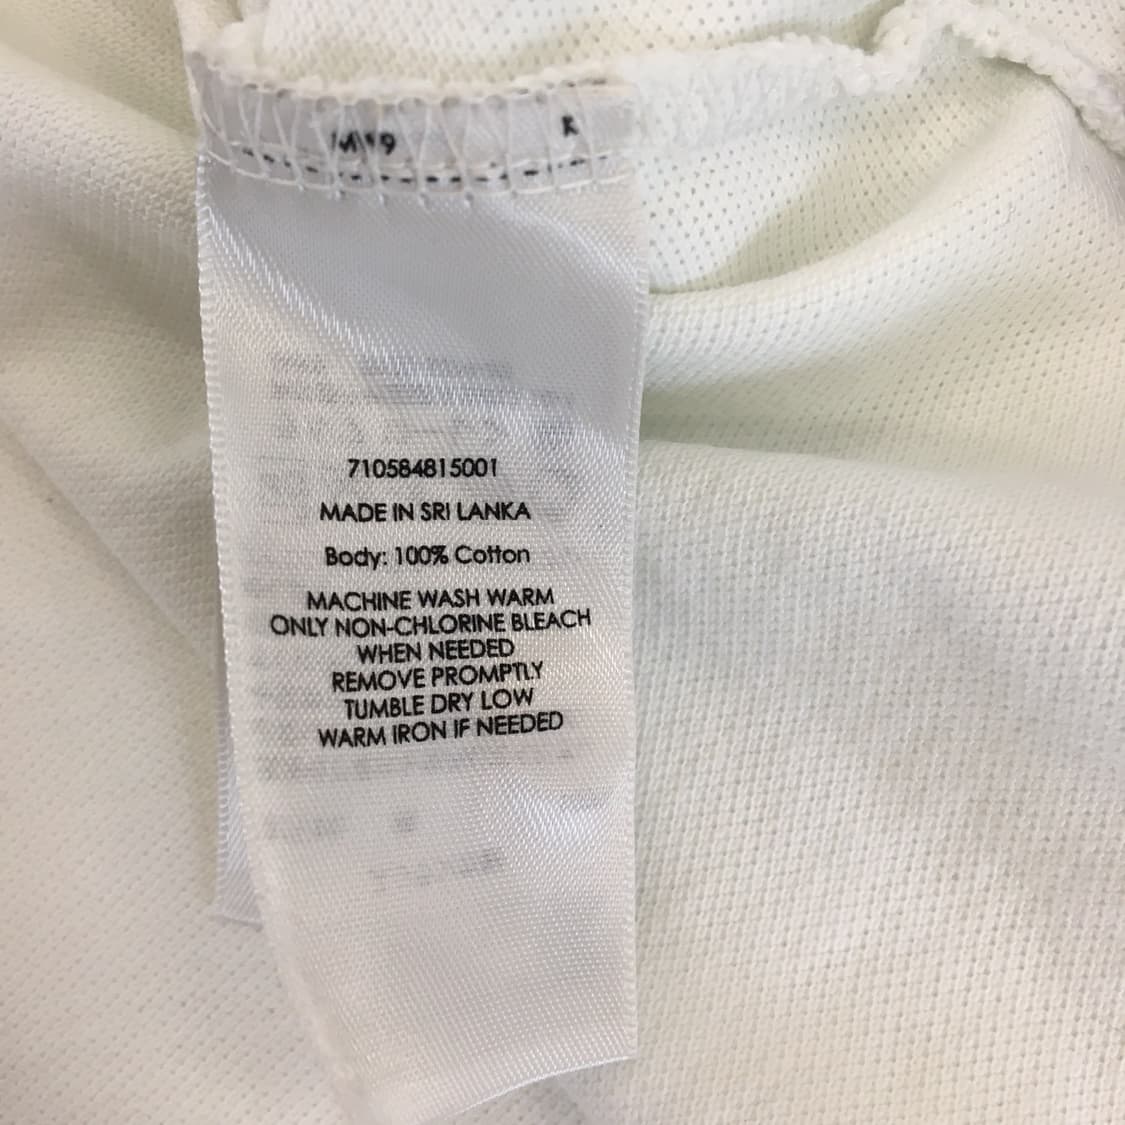 710584815001
MADE IN SRI LANKA
Body: 100% Cotton
MACHINE WASH WARM
ONLY NON-CHLORINE BLEACH
WHEN NEEDED
REMOVE PROMPTLY
TUMBLE DRY LOW
WARM IRON IF NEEDED